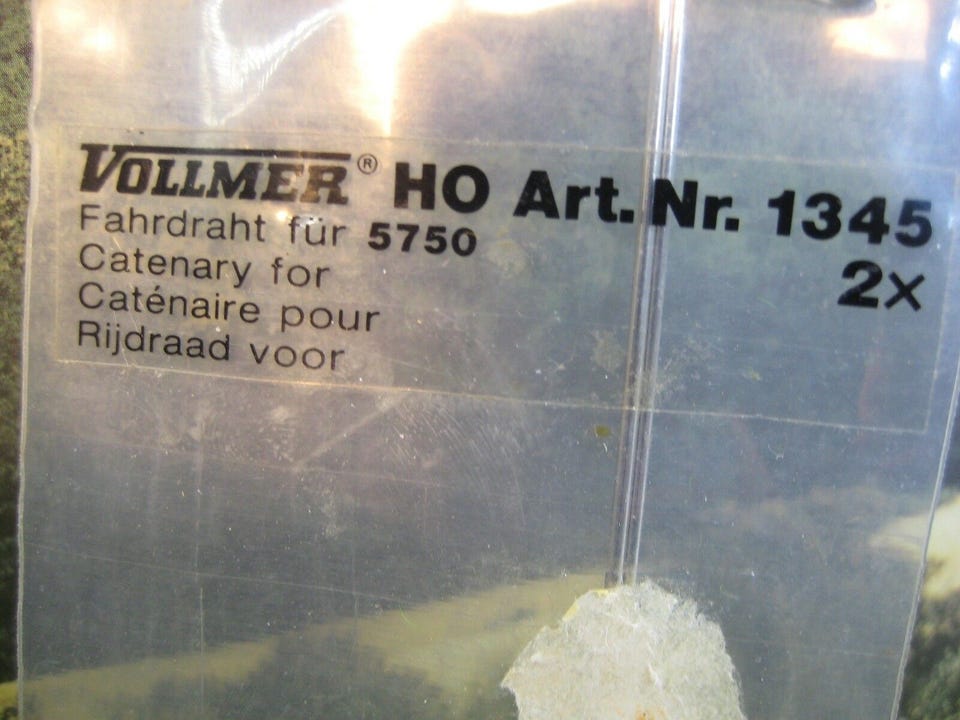 VOLLMER® HO Art. Nr. 1345
Fahrdraht für 5750
2x
Catenary for
Caténaire pour
Rijdraad voor